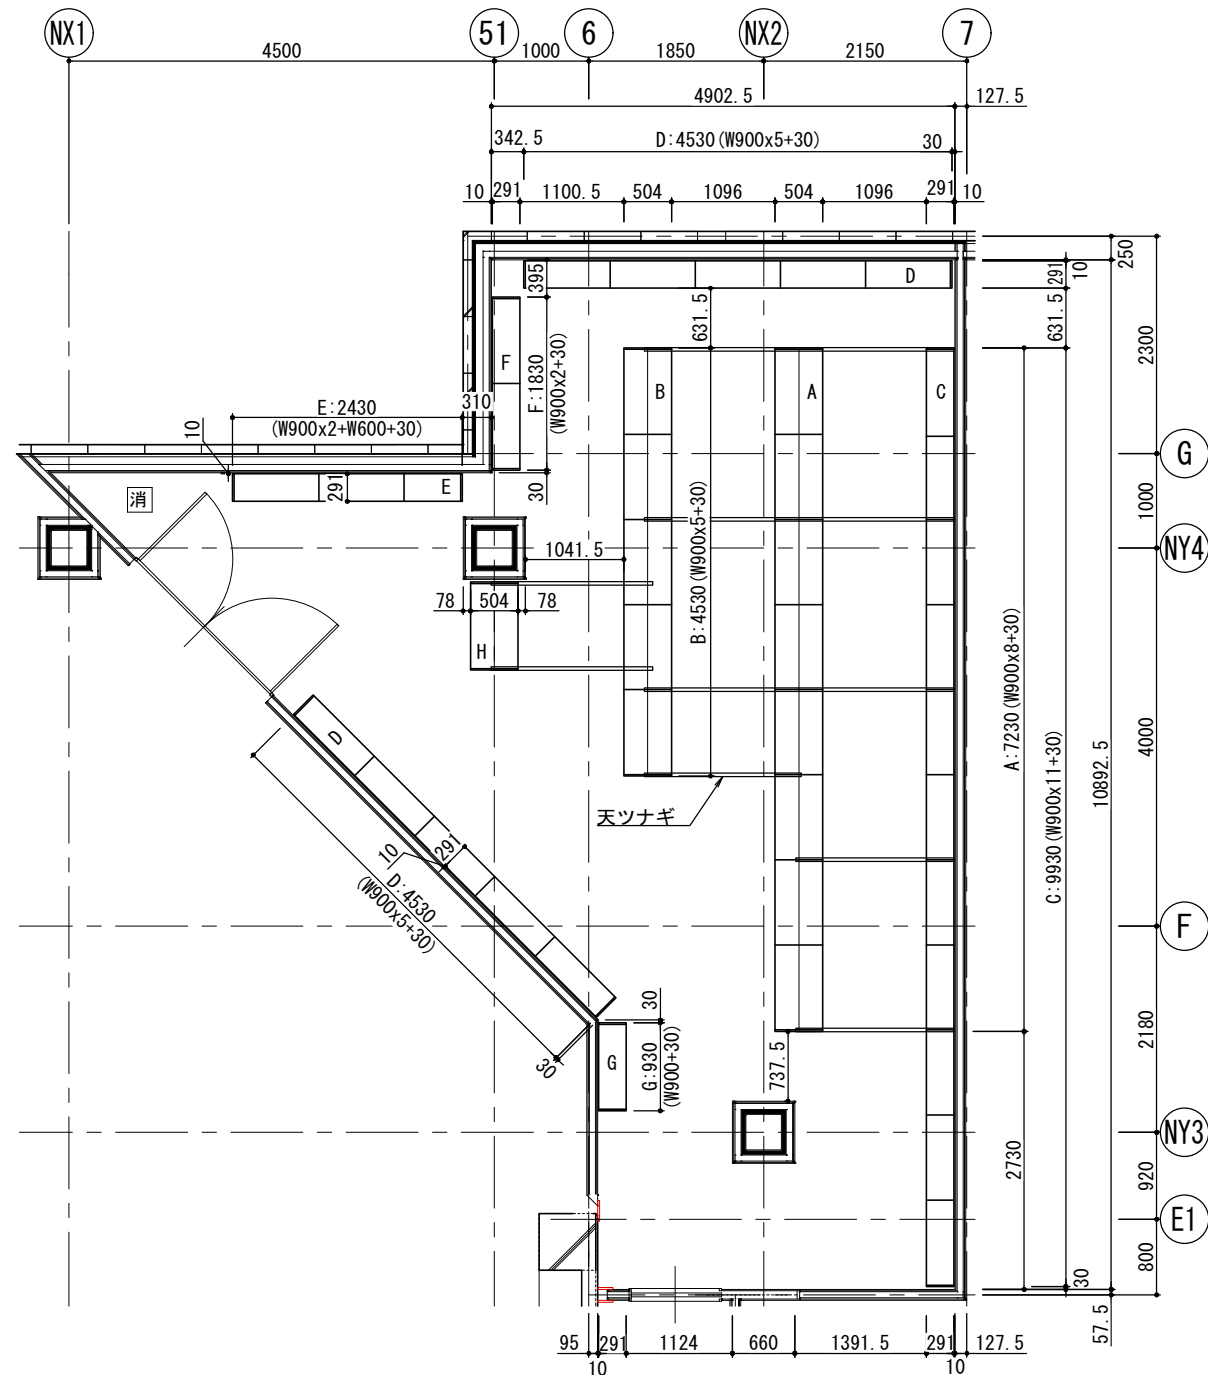 NX1
51
6
NX2
7
4500
1000
1850
2150
4902.5
127.5
342.5
D:4530(W900x5+30)
30
10
291
1100.5
504
1096
504
1096
291
10
250
10
291
395
D
631.5
631.5
2300
F
F:1830
(W900x2+30)
B
A
C
E:2430
(W900x2+W600+30)
310
10
G
291
E
30
消
1000
1041.5
NY4
B:4530(W900x5+30)
78
504
78
H
A:7230(W900x8+30)
D
4000
10892.5
天ツナギ
C:9930(W900x11+30)
10
291
D:4530
(W900x5+30)
F
30
30
G
G:930
(W900+30)
737.5
2180
NY3
2730
920
E1
800
30
57.5
95
291
1124
660
1391.5
291
127.5
10
10